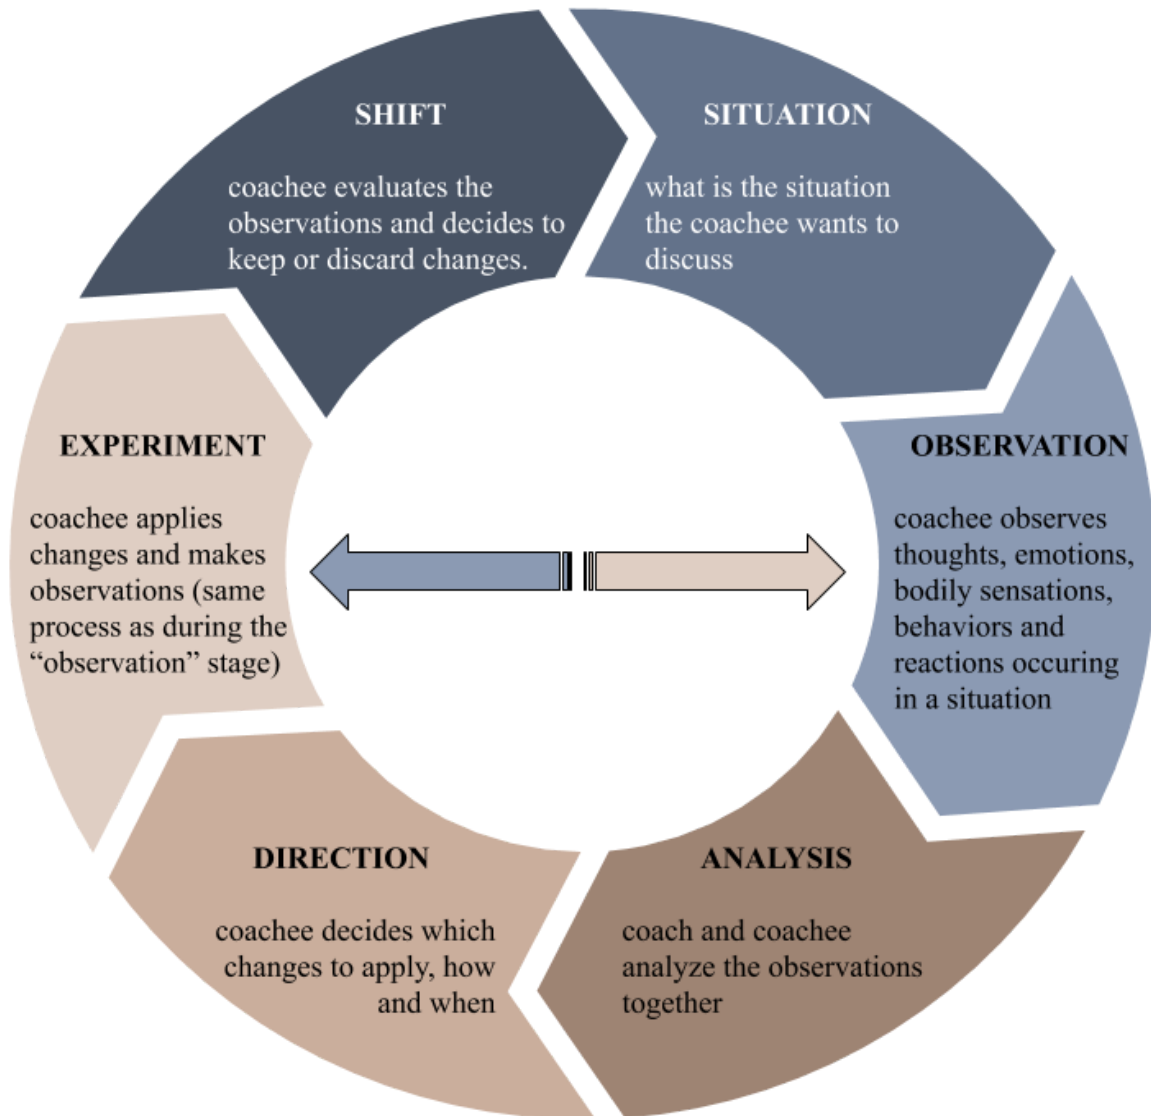 SHIFT
coachee evaluates the
observations and decides to
keep or discard changes.
SITUATION
what is the situation
the coachee wants to
discuss
OBSERVATION
coachee observes
thoughts, emotions,
bodily sensations,
behaviors and
reactions occuring
in a situation
ANALYSIS
coach and coachee
analyze the observations
together
DIRECTION
coachee decides which
changes to apply, how
and when
EXPERIMENT
coachee applies
changes and makes
observations (same
process as during the
“observation” stage)